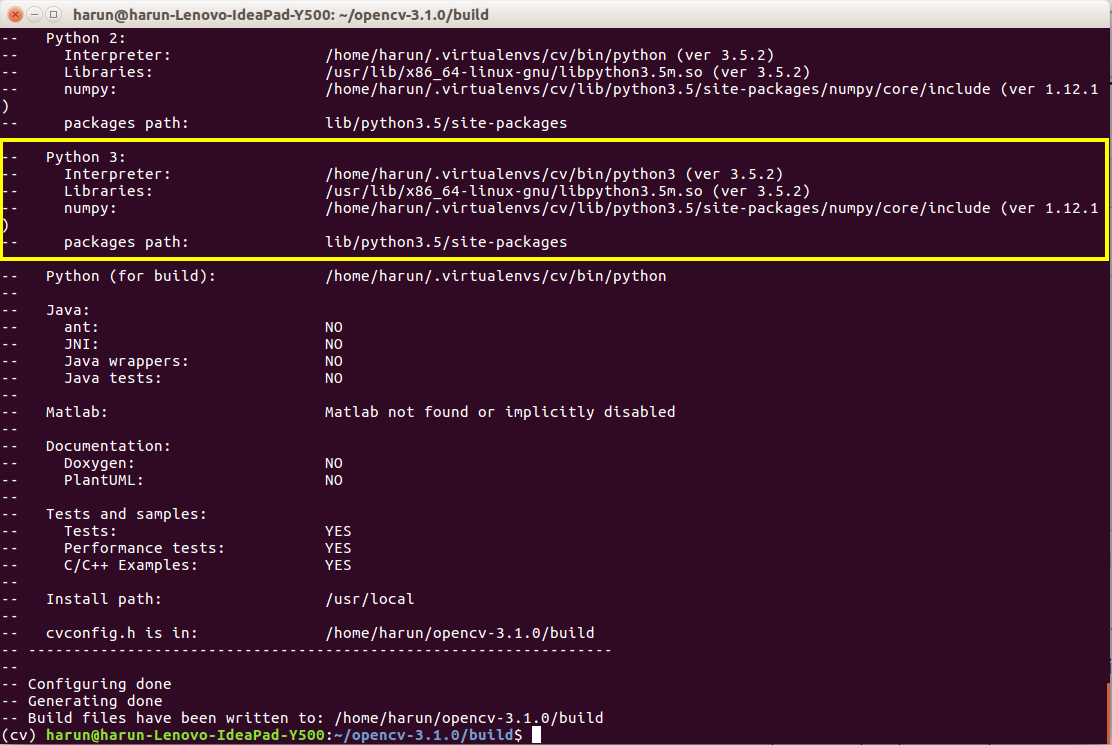 harun@harun-Lenovo-IdeaPad-Y500: ~/opencv-3.1.0/build
--   Python 2:
--     Interpreter:                 /home/harun/.virtualenvs/cv/bin/python (ver 3.5.2)
--     Libraries:                   /usr/lib/x86_64-linux-gnu/libpython3.5m.so (ver 3.5.2)
--     numpy:                       /home/harun/.virtualenvs/cv/lib/python3.5/site-packages/numpy/core/include (ver 1.12.1
)
--     packages path:               lib/python3.5/site-packages
--   Python 3:
--     Interpreter:                 /home/harun/.virtualenvs/cv/bin/python3 (ver 3.5.2)
--     Libraries:                   /usr/lib/x86_64-linux-gnu/libpython3.5m.so (ver 3.5.2)
--     numpy:                       /home/harun/.virtualenvs/cv/lib/python3.5/site-packages/numpy/core/include (ver 1.12.1
)
--     packages path:               lib/python3.5/site-packages
--   Python (for build):            /home/harun/.virtualenvs/cv/bin/python
--
--   Java:
--     ant:                         NO
--     JNI:                         NO
--     Java wrappers:               NO
--     Java tests:                  NO
--
--   Matlab:                        Matlab not found or implicitly disabled
--
--   Documentation:
--     Doxygen:                     NO
--     PlantUML:                    NO
--
--   Tests and samples:
--     Tests:                       YES
--     Performance tests:           YES
--     C/C++ Examples:              YES
--
--   Install path:                  /usr/local
--
--   cvconfig.h is in:              /home/harun/opencv-3.1.0/build
-- -----------------------------------------------------------------
--
-- Configuring done
-- Generating done
-- Build files have been written to: /home/harun/opencv-3.1.0/build
(cv) harun@harun-Lenovo-IdeaPad-Y500:~/opencv-3.1.0/build$